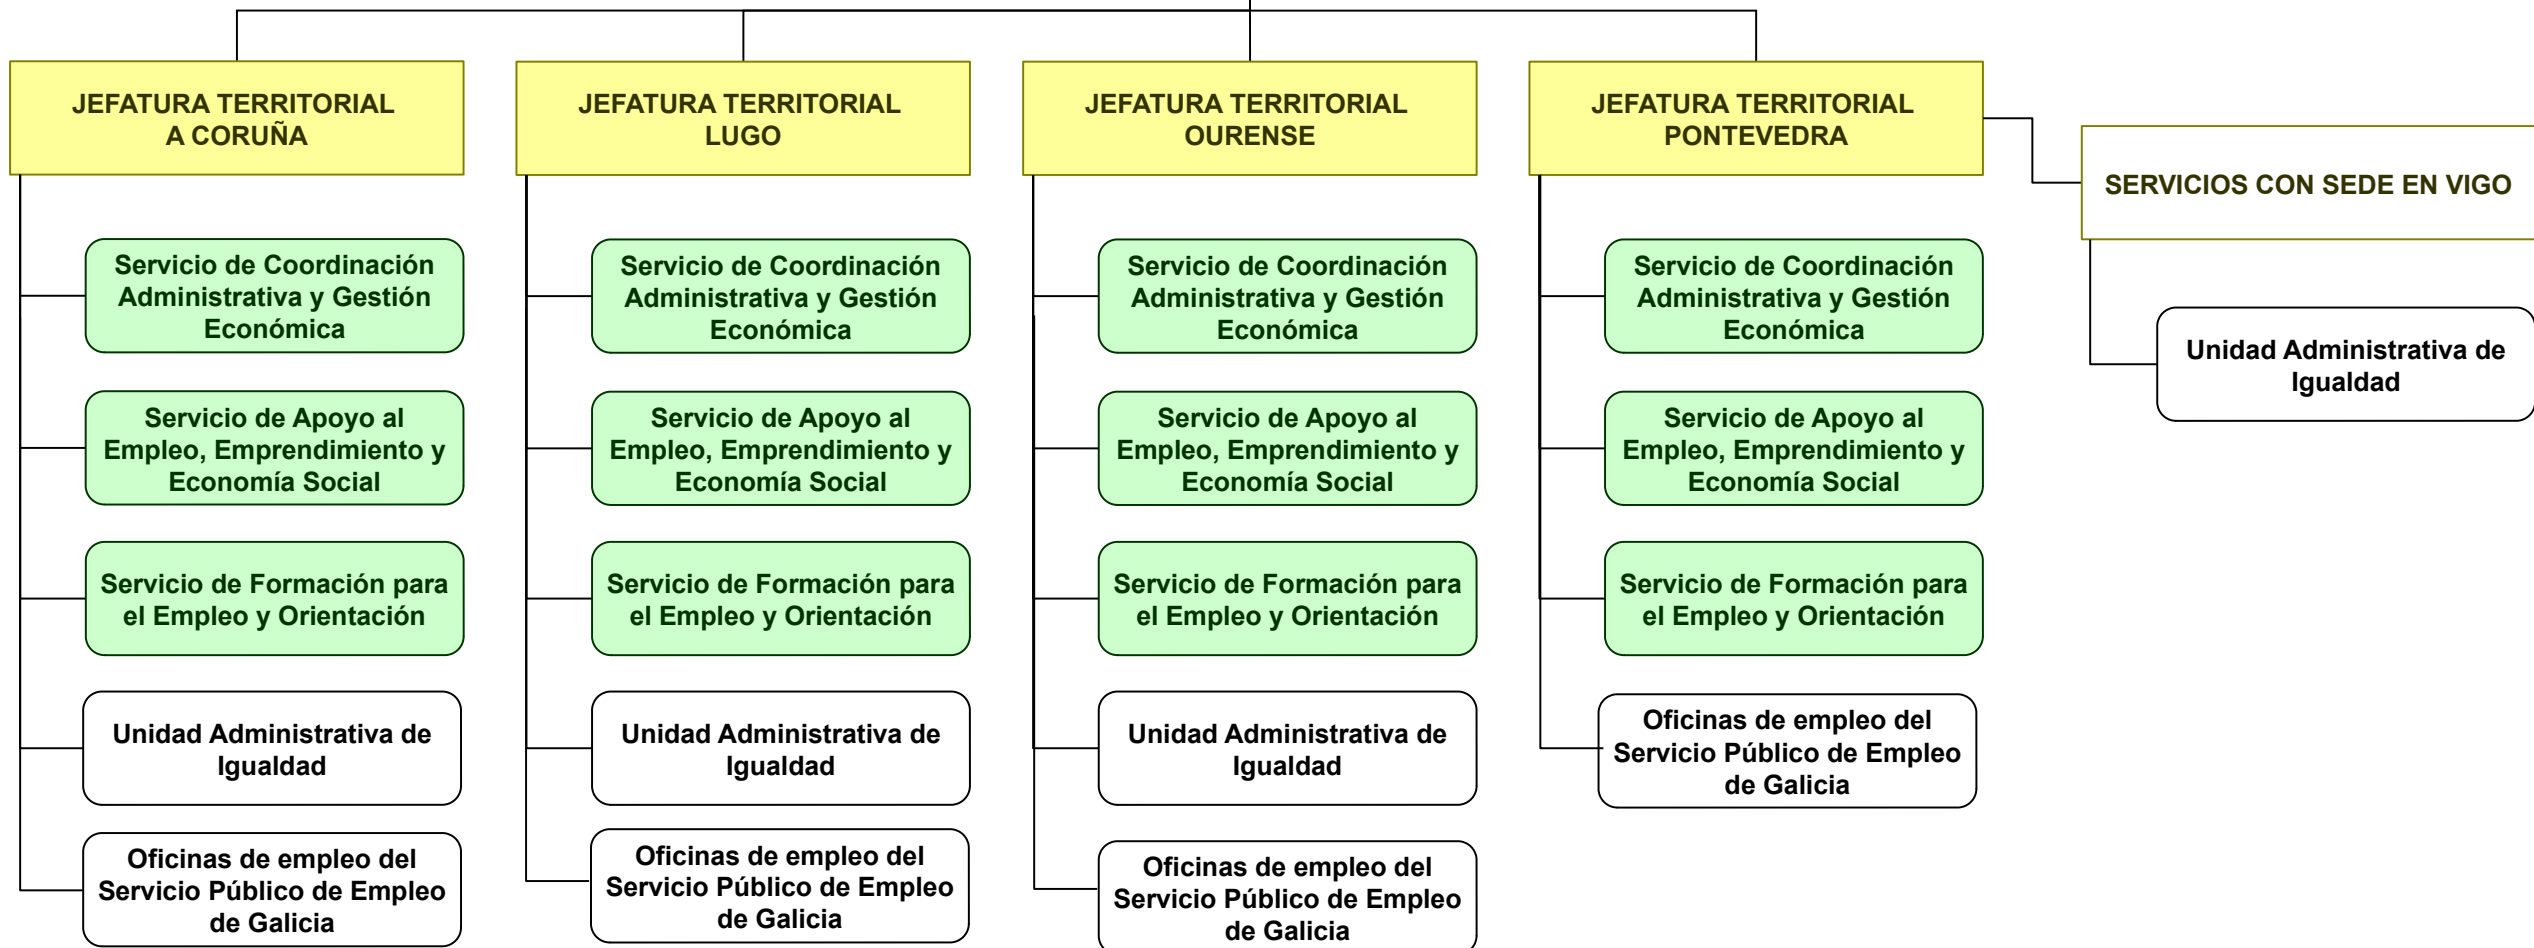 JEFATURA TERRITORIAL
A CORUÑA
Servicio de Coordinación
Administrativa y Gestión
Económica
Servicio de Apoyo al
Empleo, Emprendimiento y
Economía Social
Servicio de Formación para
el Empleo y Orientación
Unidad Administrativa de
Igualdad
Oficinas de empleo del
Servicio Público de Empleo
de Galicia
JEFATURA TERRITORIAL
LUGO
Servicio de Coordinación
Administrativa y Gestión
Económica
Servicio de Apoyo al
Empleo, Emprendimiento y
Economía Social
Servicio de Formación para
el Empleo y Orientación
Unidad Administrativa de
Igualdad
Oficinas de empleo del
Servicio Público de Empleo
de Galicia
JEFATURA TERRITORIAL
OURENSE
Servicio de Coordinación
Administrativa y Gestión
Económica
Servicio de Apoyo al
Empleo, Emprendimiento y
Economía Social
Servicio de Formación para
el Empleo y Orientación
Unidad Administrativa de
Igualdad
Oficinas de empleo del
Servicio Público de Empleo
de Galicia
JEFATURA TERRITORIAL
PONTEVEDRA
Servicio de Coordinación
Administrativa y Gestión
Económica
Servicio de Apoyo al
Empleo, Emprendimiento y
Economía Social
Servicio de Formación para
el Empleo y Orientación
Oficinas de empleo del
Servicio Público de Empleo
de Galicia
SERVICIOS CON SEDE EN VIGO
Unidad Administrativa de
Igualdad